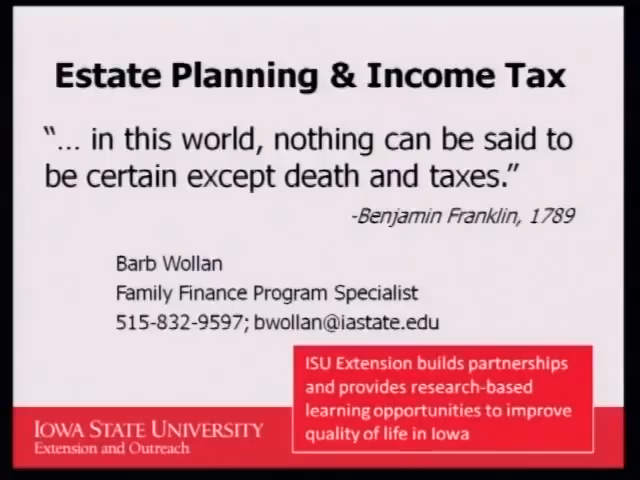 Estate Planning & Income Tax
“... in this world, nothing can be said to
be certain except death and taxes.”
-Benjamin Franklin, 1789
Barb Wollan
Family Finance Program Specialist
515-832-9597; bwollan@iastate.edu
ISU Extension builds partnerships
and provides research-based
learning opportunities to improve
quality of life in Iowa
IOWA STATE UNIVERSITY
Extension and Outreach